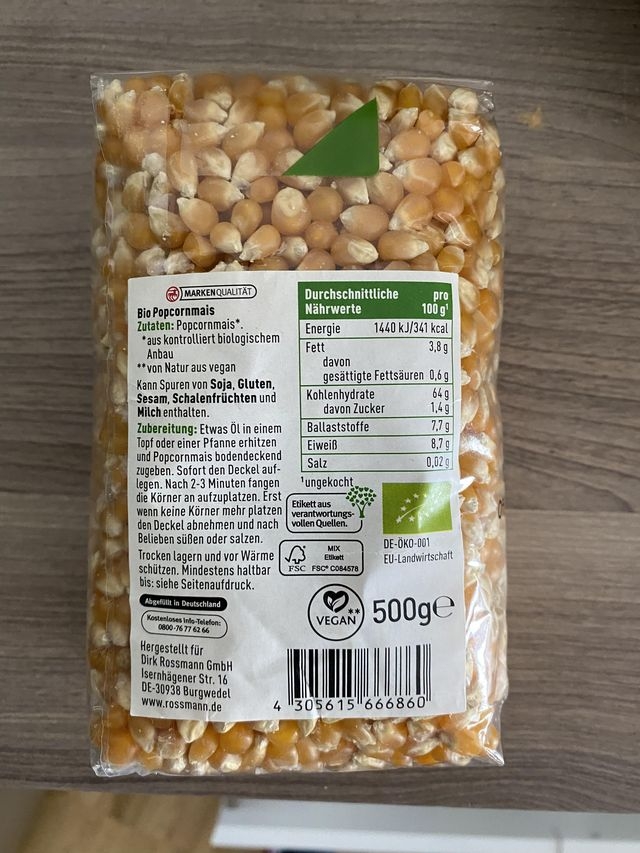 MARKENQUALITÄT
Bio Popcornmais
Zutaten: Popcornmais*.
*aus kontrolliert biologischem
Anbau
**von Natur aus vegan
Kann Spuren von Soja, Gluten,
Sesam, Schalenfrüchten und
Milch enthalten.
Zubereitung: Etwas Öl in einem
Topf oder einer Pfanne erhitzen
und Popcornmais bodendeckend
zugeben. Sofort den Deckel auf-
legen. Nach 2-3 Minuten fangen
die Körner an aufzuplatzen. Erst
wenn keine Körner mehr platzen
den Deckel abnehmen und nach
Belieben süßen oder salzen.
Trocken lagern und vor Wärme
schützen. Mindestens haltbar
bis: siehe Seitenaufdruck.
Abgefüllt in Deutschland
Kostenloses Info-Telefon:
0800-76 77 62 66
Hergestellt für
Dirk Rossmann GmbH
Isernhägener Str. 16
DE-30938 Burgwedel
www.rossmann.de
Durchschnittliche pro
Nährwerte 100 g¹
Energie 1440 kJ/341 kcal
Fett 3,8 g
davon
gesättigte Fettsäuren 0,6 g
Kohlenhydrate 64 g
davon Zucker 1,4 g
Ballaststoffe 7,7 g
Eiweiß 8,7 g
Salz 0,02 g
¹ungekocht
Etikett aus
verantwortungs-
vollen Quellen.
FSC
MIX
Etikett
FSC® C084578
DE-ÖKO-001
EU-Landwirtschaft
VEGAN**
500g℮
4 305615 666860